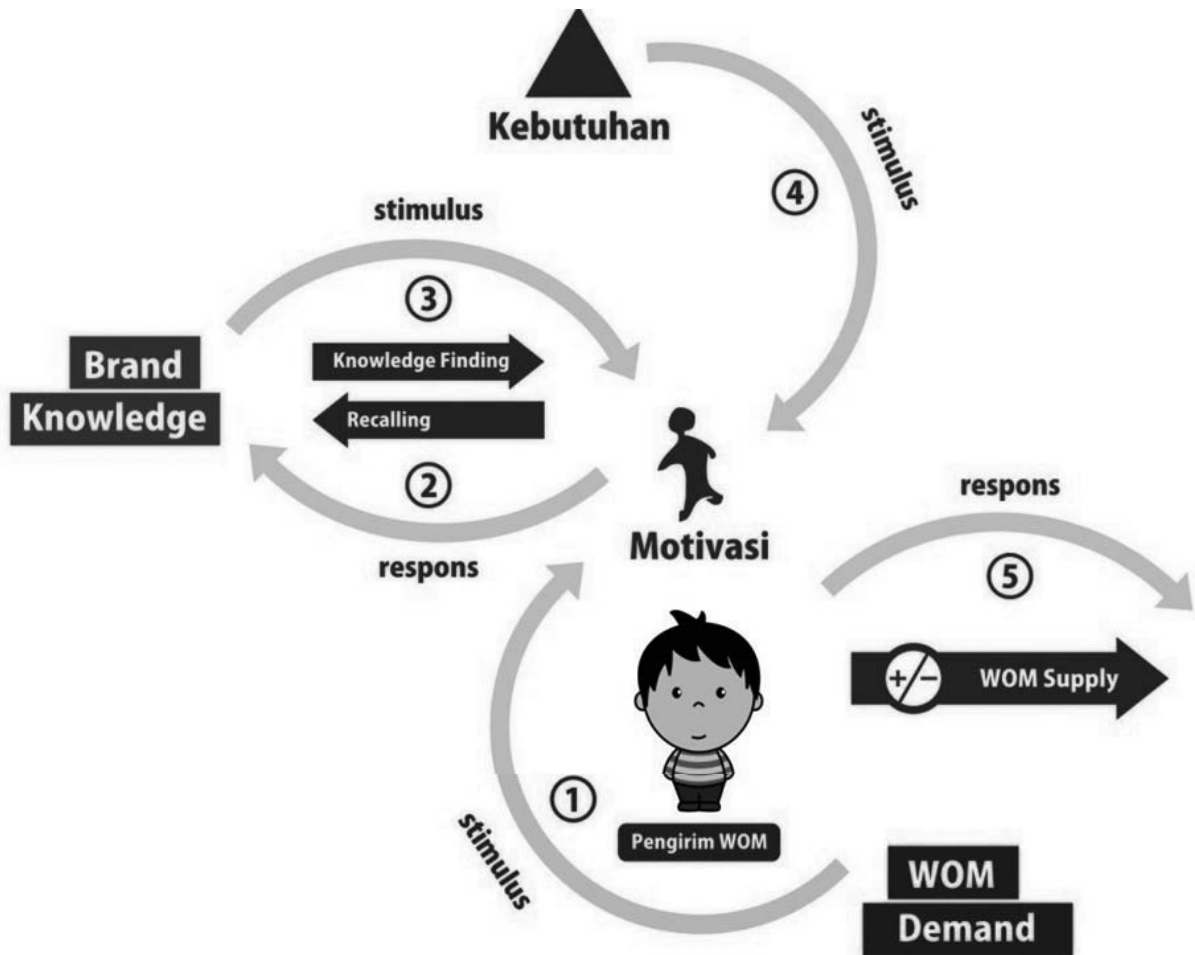 Kebutuhan
stimulus
④
stimulus
③
Brand
Knowledge
Knowledge Finding
Recalling
②
respons
Motivasi
respons
⑤
+/−
WOM Supply
①
stimulus
Pengirim WOM
WOM
Demand